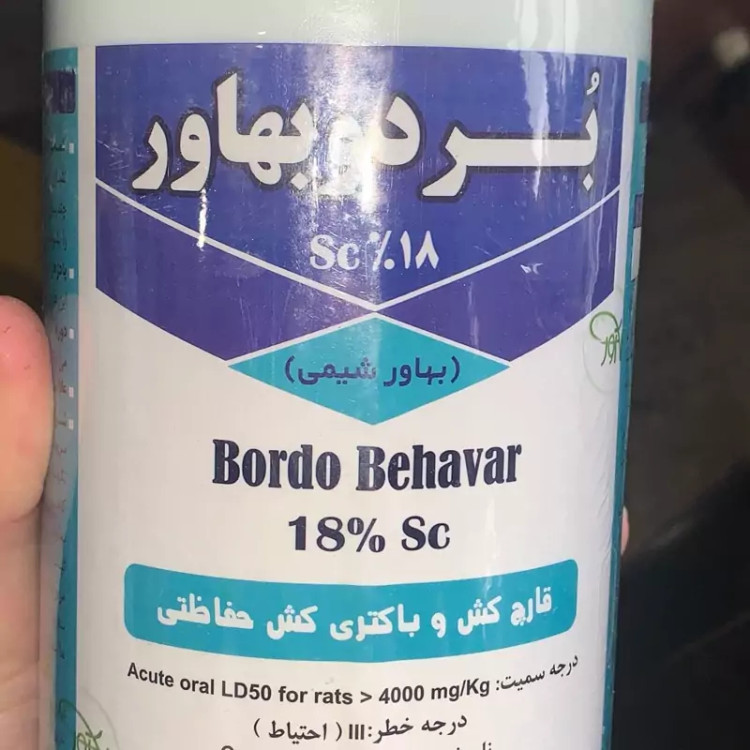 بُردوبهاور
Sc٪۱۸
(بهاور شیمی)
Bordo Behavar
18% Sc
قارچ کش و باکتری کش حفاظتی
درجه سمیت: Acute oral LD50 for rats > 4000 mg/Kg
درجه خطر:III ( احتیاط )